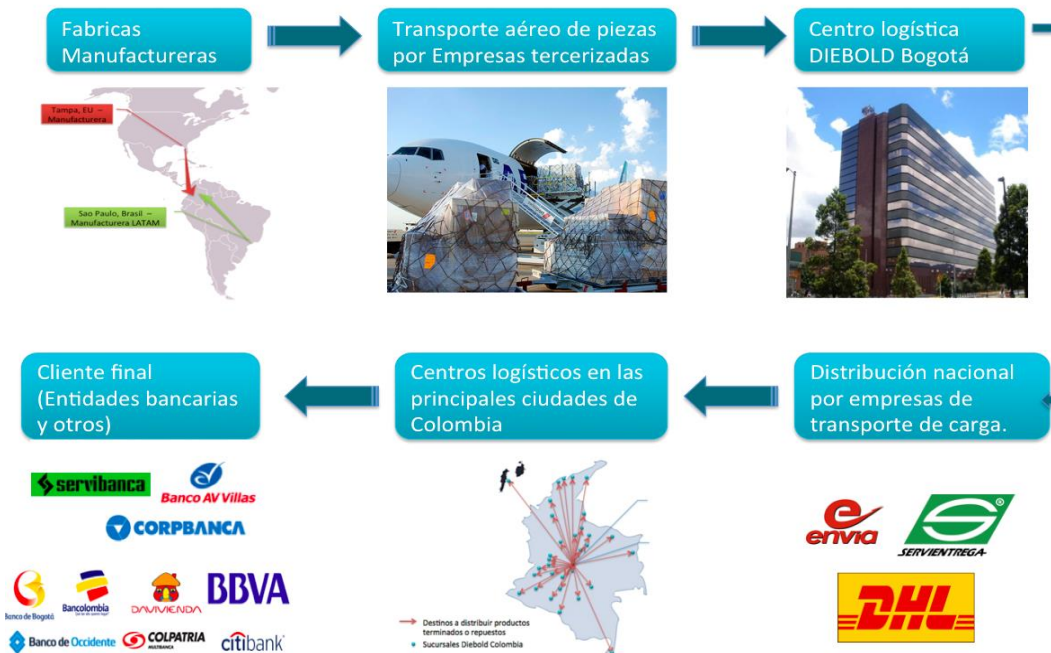 Fabricas
Manufactureras
Transporte aéreo de piezas
por Empresas tercerizadas
Centro logística
DIEBOLD Bogotá
Tampa, EU –
Manufacturera
Sao Paulo, Brasil –
Manufacturera LATAM
Cliente final
(Entidades bancarias
y otros)
Centros logísticos en las
principales ciudades de
Colombia
Distribución nacional
por empresas de
transporte de carga.
servibanca
Banco AV Villas
CORPBANCA
Banco de Bogotá
Bancolombia
DAVIVIENDA
BBVA
Banco de Occidente
COLPATRIA
MULTIBANCA
citibank
Destinos a distribuir productos
terminados o repuestos
Sucursales Diebold Colombia
envia
SERVIENTREGA
DHL